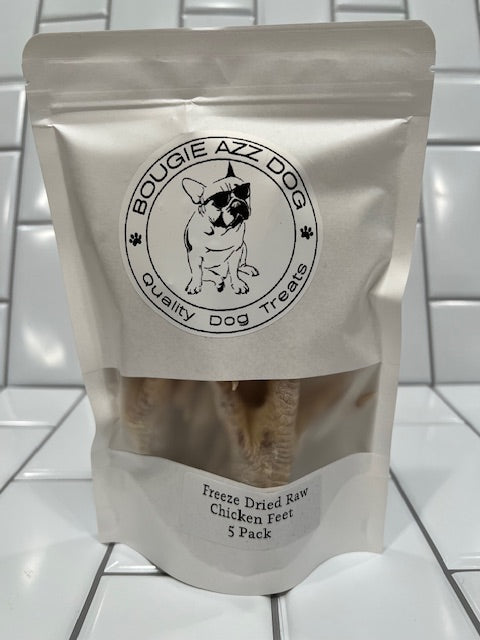 BOUGIE AZZ DOG
Quality Dog Treats
Freeze Dried Raw
Chicken Feet
5 Pack